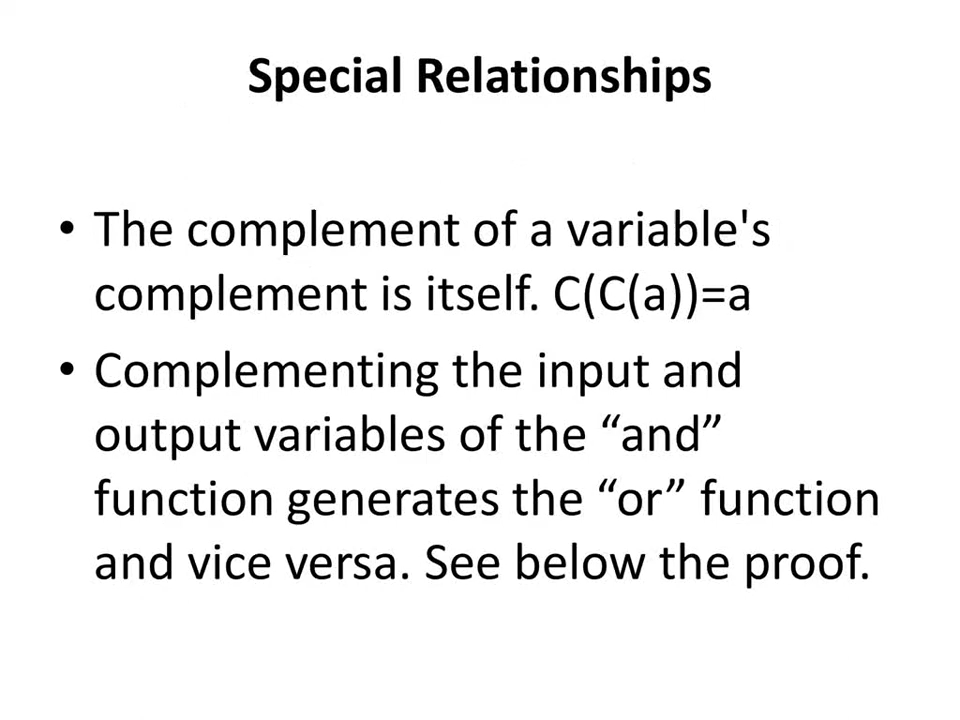 Special Relationships
• The complement of a variable's
complement is itself. C(C(a))=a
• Complementing the input and
output variables of the “and”
function generates the “or” function
and vice versa. See below the proof.